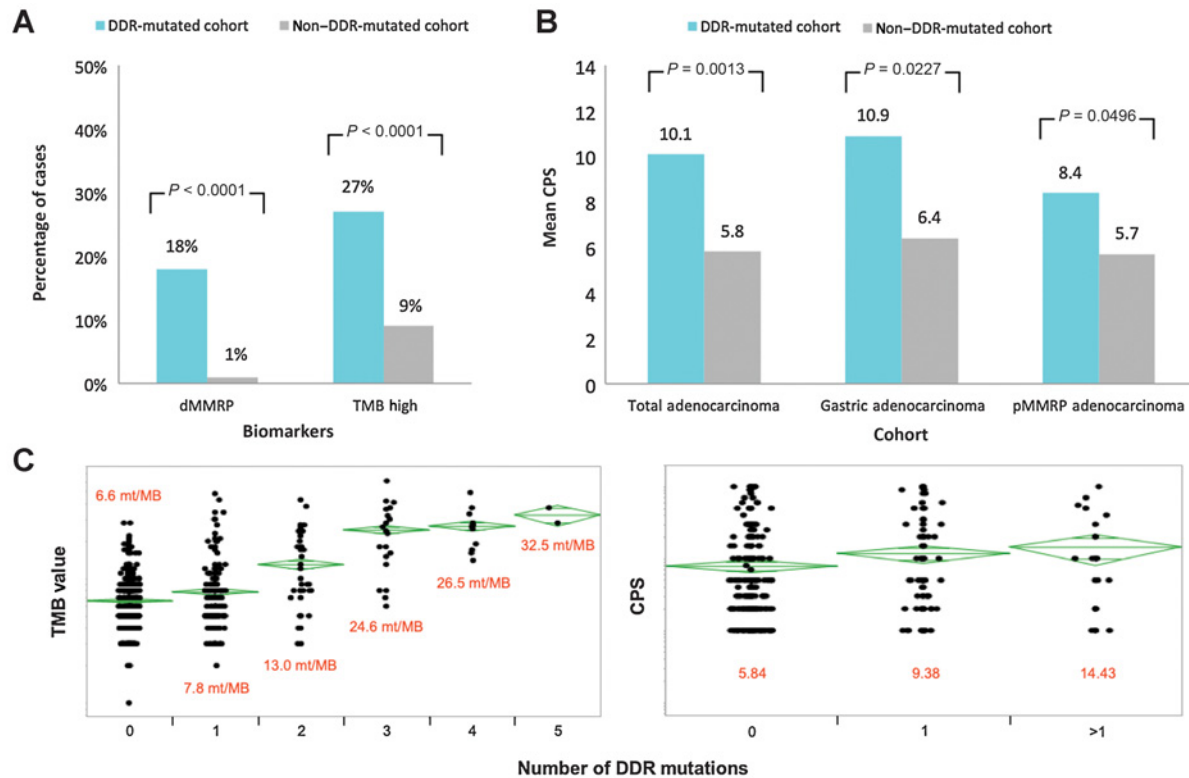 A
DDR-mutated cohort Non–DDR-mutated cohort
50%
40%
30%
20%
10%
0%
Percentage of cases
P < 0.0001
P < 0.0001
18%
1%
27%
9%
dMMRP TMB high
Biomarkers
B
DDR-mutated cohort Non–DDR-mutated cohort
14
12
10
8
6
4
2
0
Mean CPS
P = 0.0013
P = 0.0227
P = 0.0496
10.1
5.8
10.9
6.4
8.4
5.7
Total adenocarcinoma Gastric adenocarcinoma pMMRP adenocarcinoma
Cohort
C
TMB value
6.6 mt/MB
7.8 mt/MB
13.0 mt/MB
24.6 mt/MB
26.5 mt/MB
32.5 mt/MB
0 1 2 3 4 5
CPS
5.84 9.38 14.43
0 1 >1
Number of DDR mutations